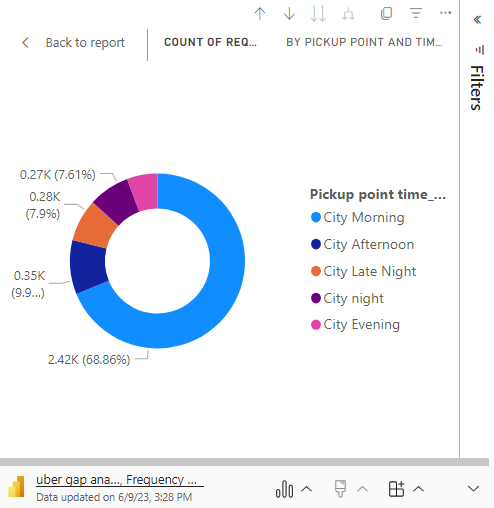 Back to report
COUNT OF REQ...
BY PICKUP POINT AND TIM...
Filters
0.27K (7.61%)
0.28K
(7.9%)
0.35K
(9.9...)
2.42K (68.86%)
Pickup point time_...
City Morning
City Afternoon
City Late Night
City night
City Evening
uber gap ana..., Frequency ...
Data updated on 6/9/23, 3:28 PM